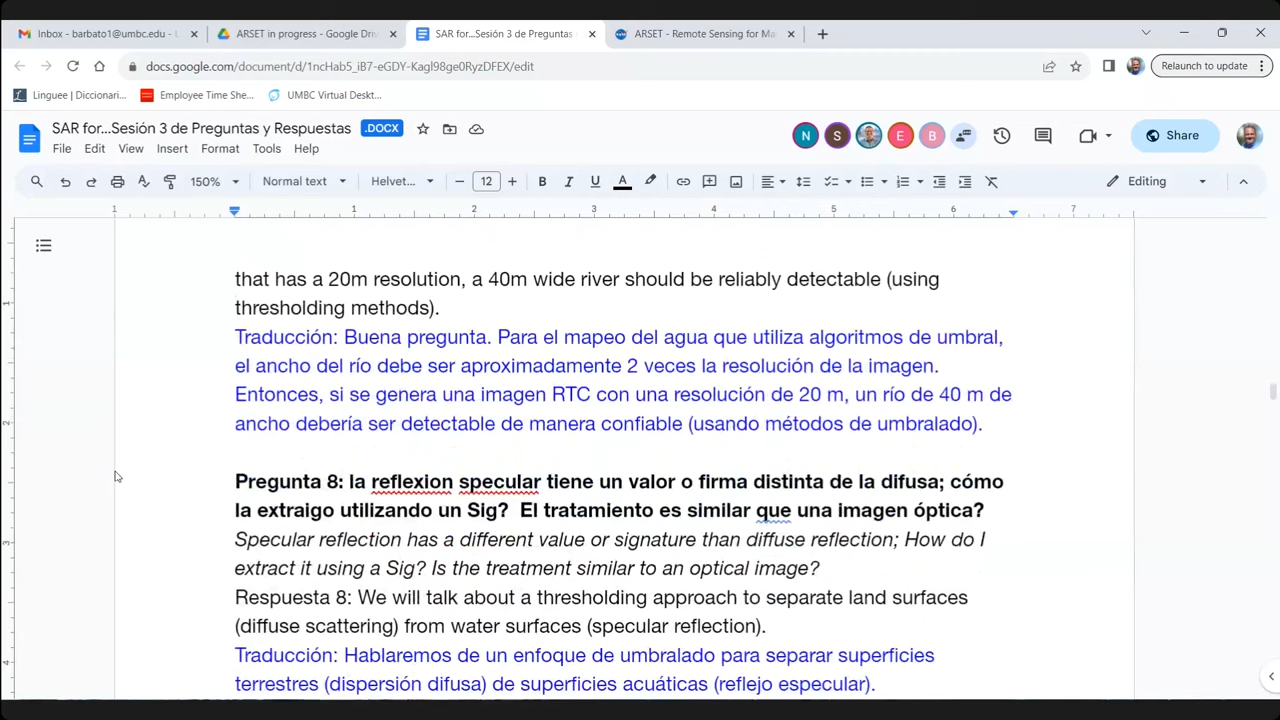 Inbox - barbato1@umbc.edu - U
ARSET in progress - Google Driv
SAR for...Sesión 3 de Preguntas
ARSET - Remote Sensing for Ma
docs.google.com/document/d/1ncHab5_iB7-eGDY-Kagl98ge0RyzDFEX/edit
Relaunch to update
Linguee | Diccionari...
Employee Time She...
UMBC Virtual Deskt...
SAR for...Sesión 3 de Preguntas y Respuestas .DOCX
N S E B
Share
File Edit View Insert Format Tools Help
150% Normal text Helvet... 12 B I U A Editing
1 1 2 3 4 5 6 7
that has a 20m resolution, a 40m wide river should be reliably detectable (using
thresholding methods).
Traducción: Buena pregunta. Para el mapeo del agua que utiliza algoritmos de umbral,
el ancho del río debe ser aproximadamente 2 veces la resolución de la imagen.
Entonces, si se genera una imagen RTC con una resolución de 20 m, un río de 40 m de
ancho debería ser detectable de manera confiable (usando métodos de umbralado).
Pregunta 8: la reflexion specular tiene un valor o firma distinta de la difusa; cómo
la extraigo utilizando un Sig? El tratamiento es similar que una imagen óptica?
Specular reflection has a different value or signature than diffuse reflection; How do I
extract it using a Sig? Is the treatment similar to an optical image?
Respuesta 8: We will talk about a thresholding approach to separate land surfaces
(diffuse scattering) from water surfaces (specular reflection).
Traducción: Hablaremos de un enfoque de umbralado para separar superficies
terrestres (dispersión difusa) de superficies acuáticas (reflejo especular).